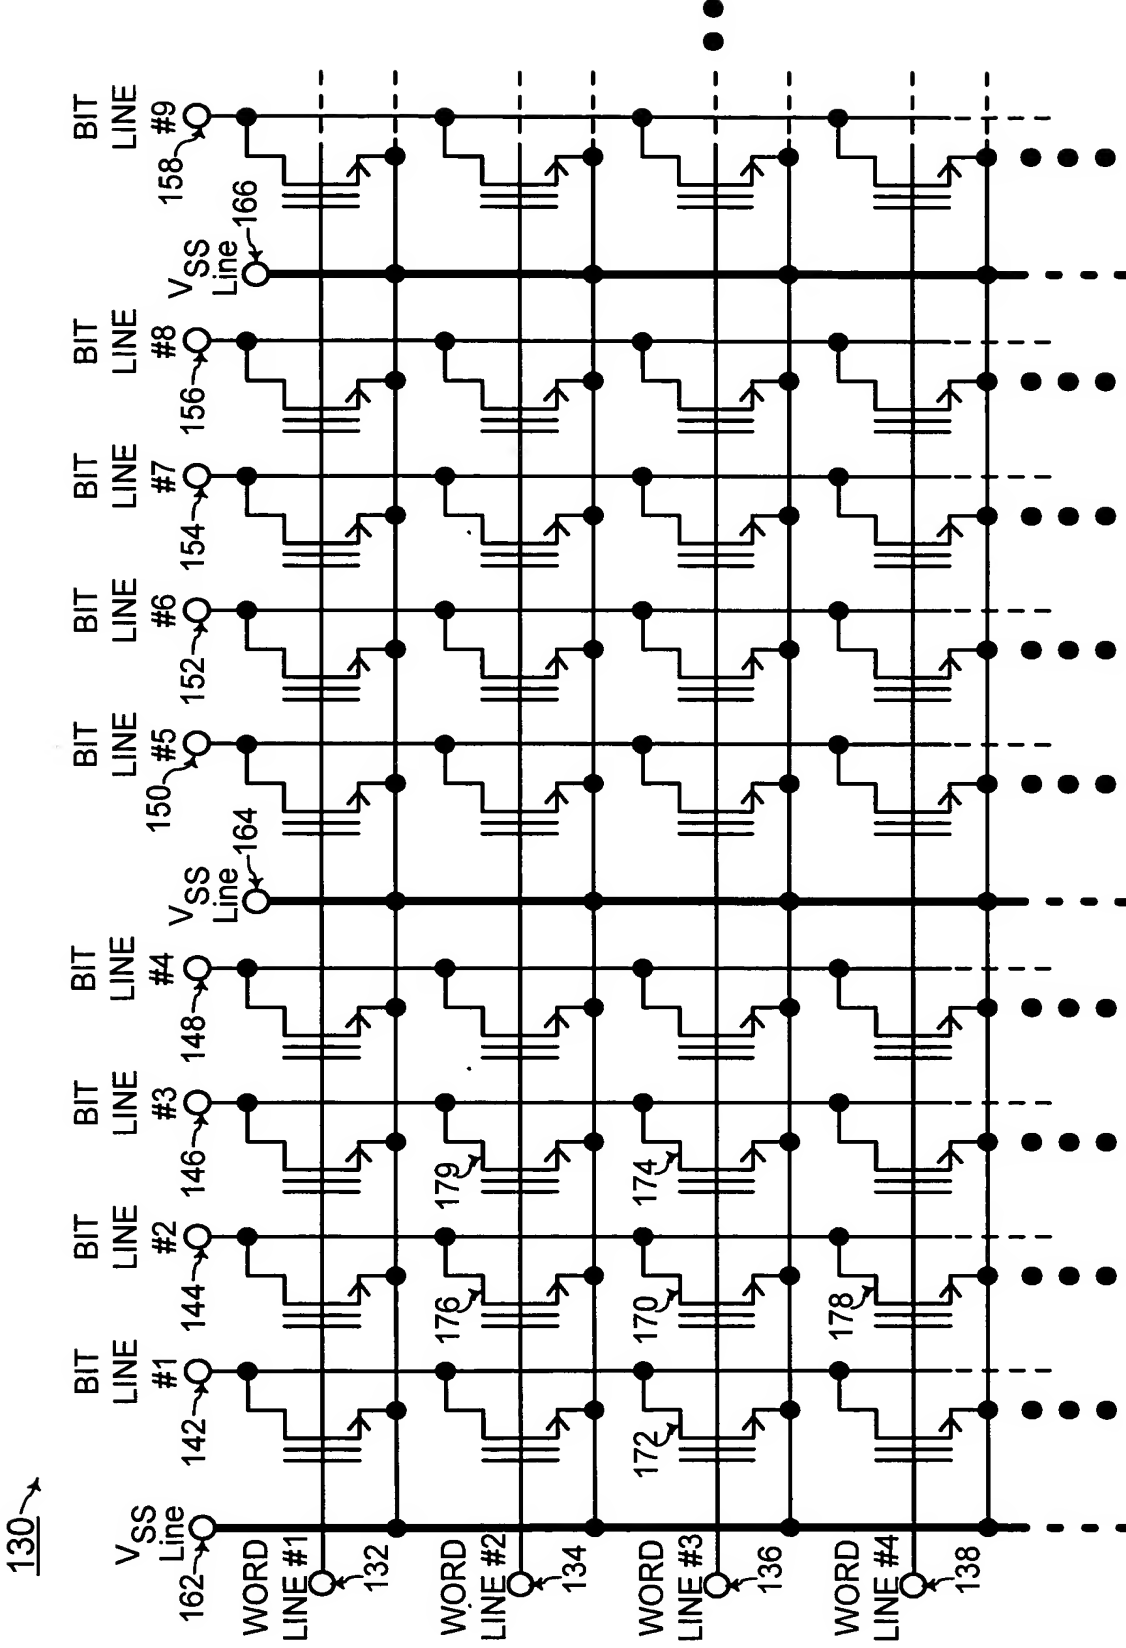 130
BIT
LINE
#1
142
BIT
LINE
#2
144
BIT
LINE
#3
146
BIT
LINE
#4
148
BIT
LINE
#5
150
BIT
LINE
#6
152
BIT
LINE
#7
154
BIT
LINE
#8
156
BIT
LINE
#9
158
VSS
Line
162
VSS
Line
164
VSS
Line
166
WORD
LINE #1
132
WORD
LINE #2
134
176
179
WORD
LINE #3
136
172
170
174
WORD
LINE #4
138
178